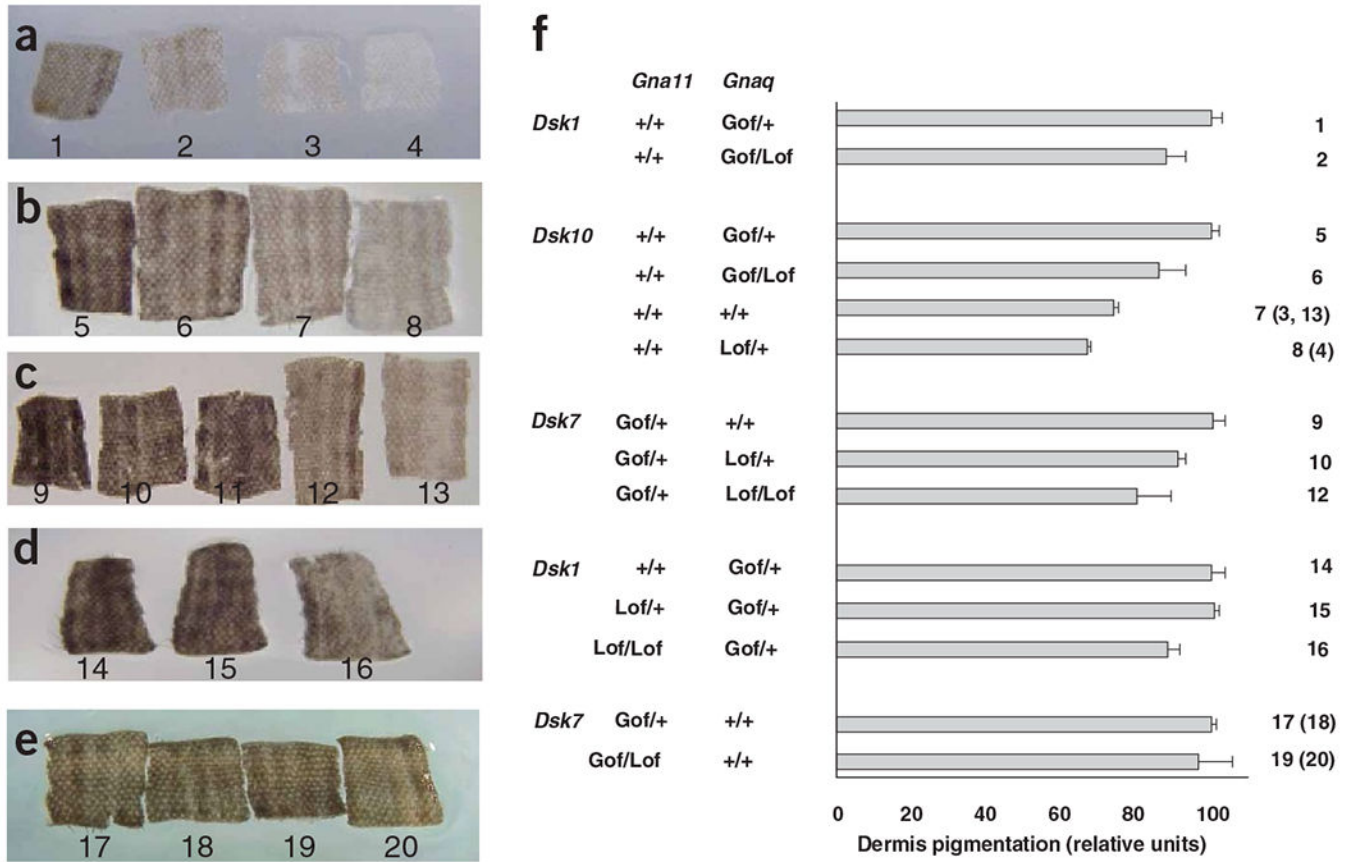 a
1 2 3 4
b
5 6 7 8
c
9 10 11 12 13
d
14 15 16
e
17 18 19 20
f
Gna11 Gnaq
Dsk1 +/+ Gof/+ 1
+/+ Gof/Lof 2
Dsk10 +/+ Gof/+ 5
+/+ Gof/Lof 6
+/+ +/+ 7 (3, 13)
+/+ Lof/+ 8 (4)
Dsk7 Gof/+ +/+ 9
Gof/+ Lof/+ 10
Gof/+ Lof/Lof 12
Dsk1 +/+ Gof/+ 14
Lof/+ Gof/+ 15
Lof/Lof Gof/+ 16
Dsk7 Gof/+ +/+ 17 (18)
Gof/Lof +/+ 19 (20)
0 20 40 60 80 100
Dermis pigmentation (relative units)